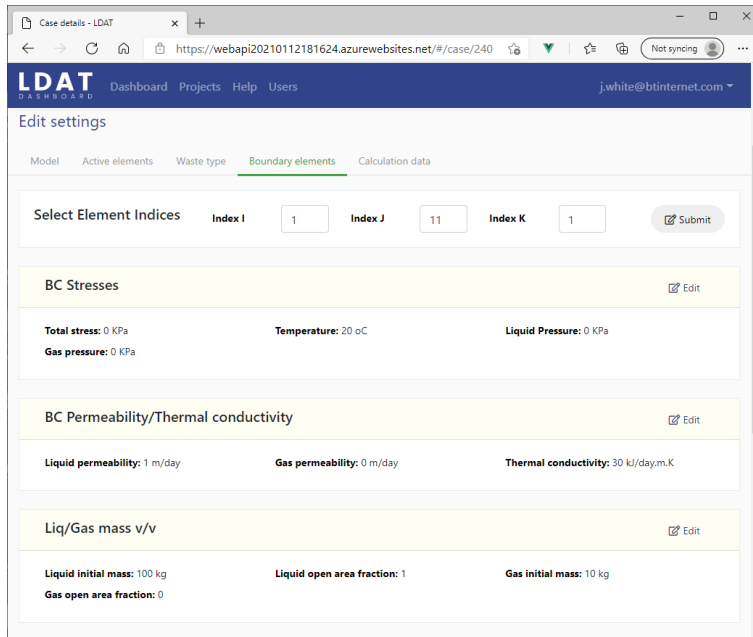 Case details - LDAT
https://webapi20210112181624.azurewebsites.net/#/case/240
Not syncing
LDAT
DASHBOARD
Dashboard Projects Help Users
j.white@btinternet.com
Edit settings
Model Active elements Waste type Boundary elements Calculation data
Select Element Indices Index I 1 Index J 11 Index K 1 Submit
BC Stresses Edit
Total stress: 0 KPa Temperature: 20 oC Liquid Pressure: 0 KPa
Gas pressure: 0 KPa
BC Permeability/Thermal conductivity Edit
Liquid permeability: 1 m/day Gas permeability: 0 m/day Thermal conductivity: 30 kJ/day.m.K
Liq/Gas mass v/v Edit
Liquid initial mass: 100 kg Liquid open area fraction: 1 Gas initial mass: 10 kg
Gas open area fraction: 0